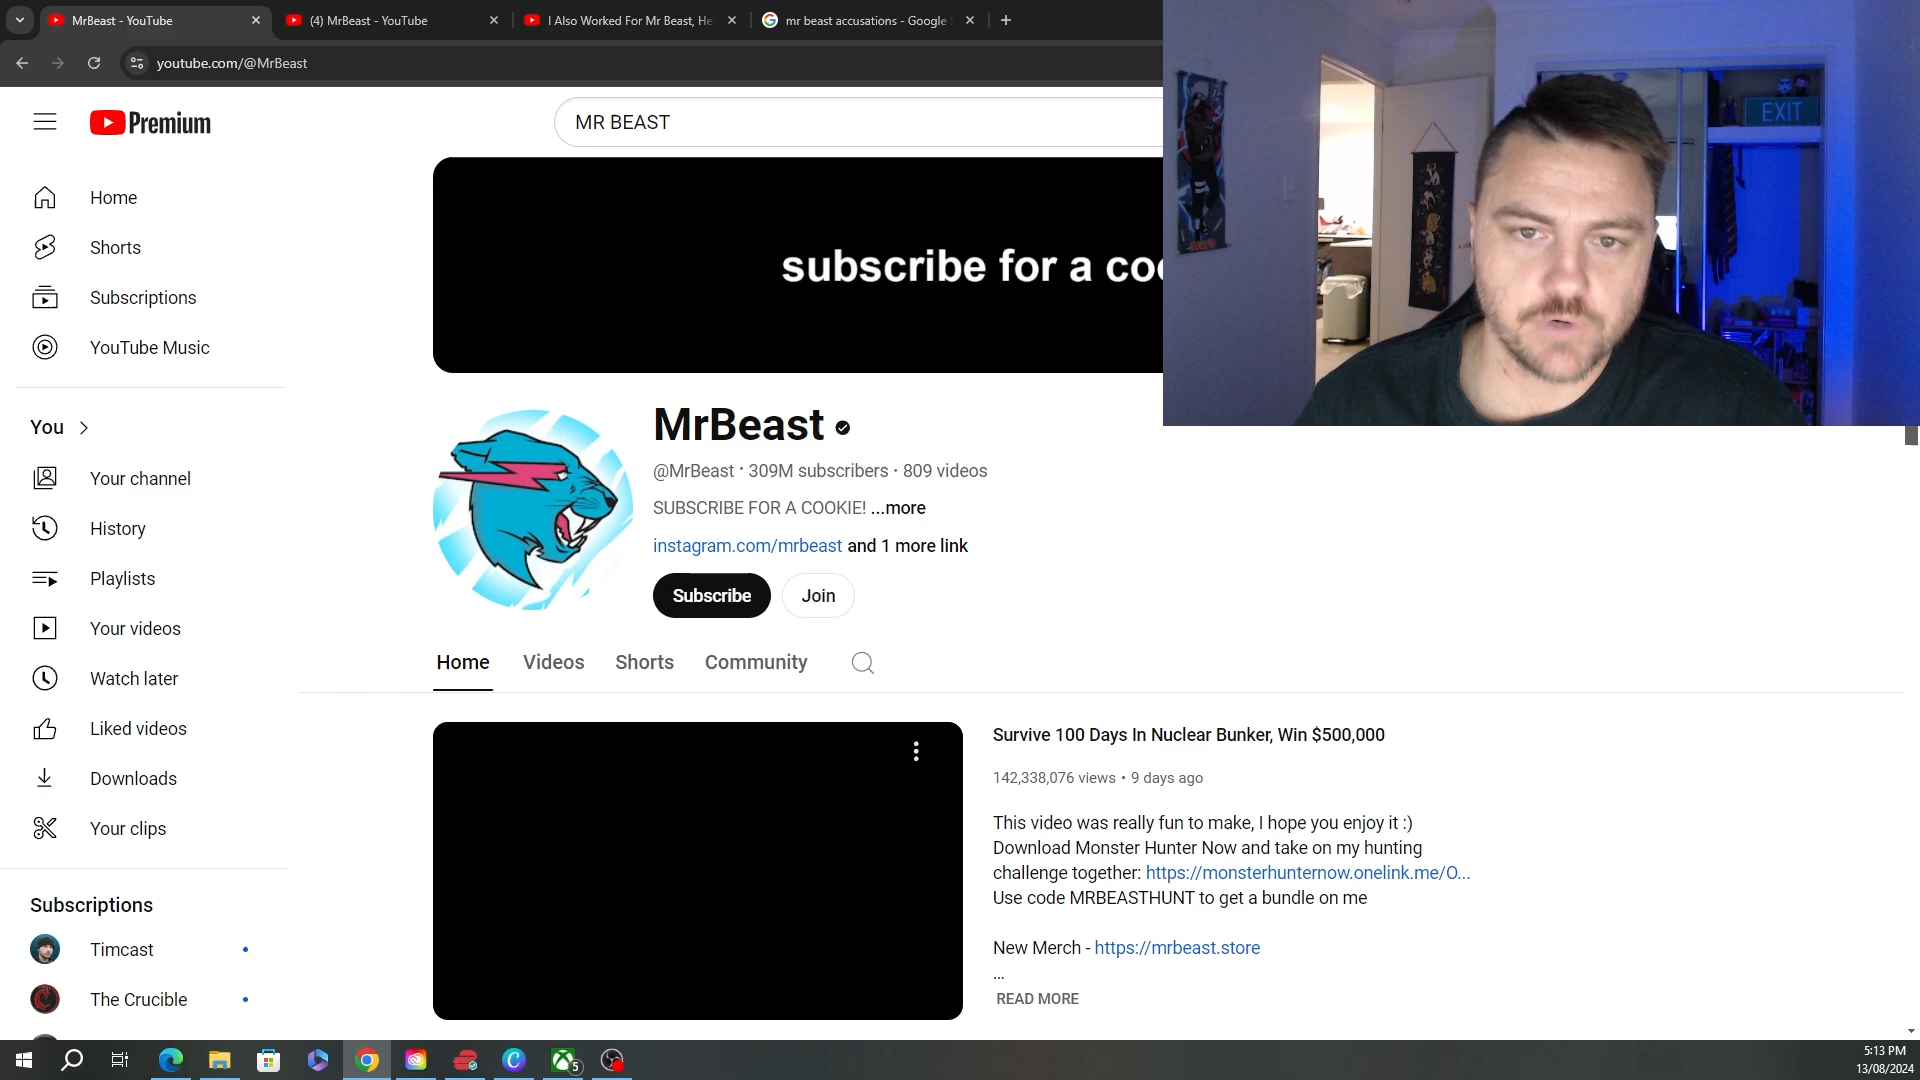 MrBeast - YouTube
(4) MrBeast - YouTube
I Also Worked For Mr Beast, He
mr beast accusations - Google
youtube.com/@MrBeast
Premium
MR BEAST
EXIT
Home
Shorts
Subscriptions
YouTube Music
You
Your channel
History
Playlists
Your videos
Watch later
Liked videos
Downloads
Your clips
Subscriptions
Timcast
The Crucible
subscribe for a
MrBeast
@MrBeast · 309M subscribers · 809 videos
SUBSCRIBE FOR A COOKIE! ...more
instagram.com/mrbeast and 1 more link
Subscribe
Join
Home
Videos
Shorts
Community
Survive 100 Days In Nuclear Bunker, Win $500,000
142,338,076 views • 9 days ago
This video was really fun to make, I hope you enjoy it :)
Download Monster Hunter Now and take on my hunting
challenge together: https://monsterhunternow.onelink.me/O...
Use code MRBEASTHUNT to get a bundle on me
New Merch - https://mrbeast.store
...
READ MORE
5
5:13 PM
13/08/2024